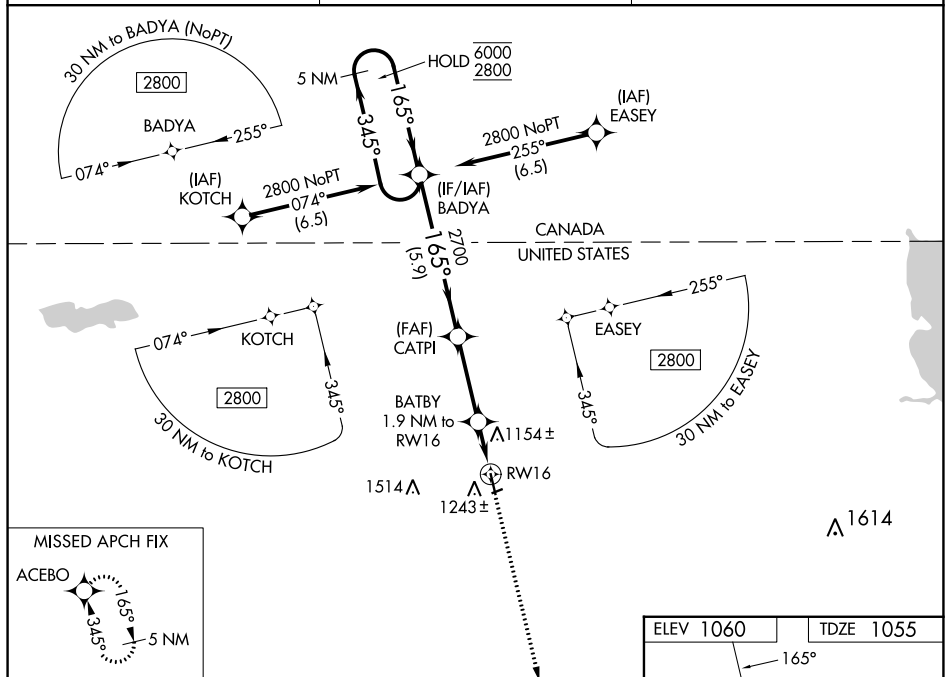 30 NM to BADYA (NoPT)
2800
BADYA
074°
255°
5 NM
HOLD 6000
2800
165°
345°
(IAF)
EASEY
2800 NoPT
255°
(6.5)
(IAF)
KOTCH
2800 NoPT
074°
(6.5)
(IF/IAF)
BADYA
2700
165°
(5.9)
CANADA
UNITED STATES
074°
KOTCH
345°
2800
30 NM to KOTCH
(FAF)
CATPI
255°
EASEY
345°
2800
30 NM to EASEY
BATBY
1.9 NM to
RW16
1154±
RW16
1514
1243±
1614
MISSED APCH FIX
ACEBO
165°
345°
5 NM
ELEV 1060
TDZE 1055
165°